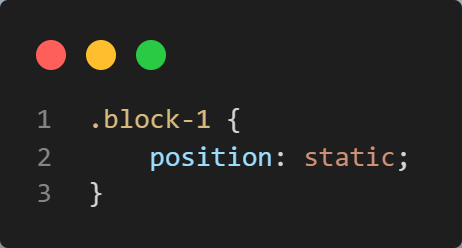 1 .block-1 {
2     position: static;
3 }